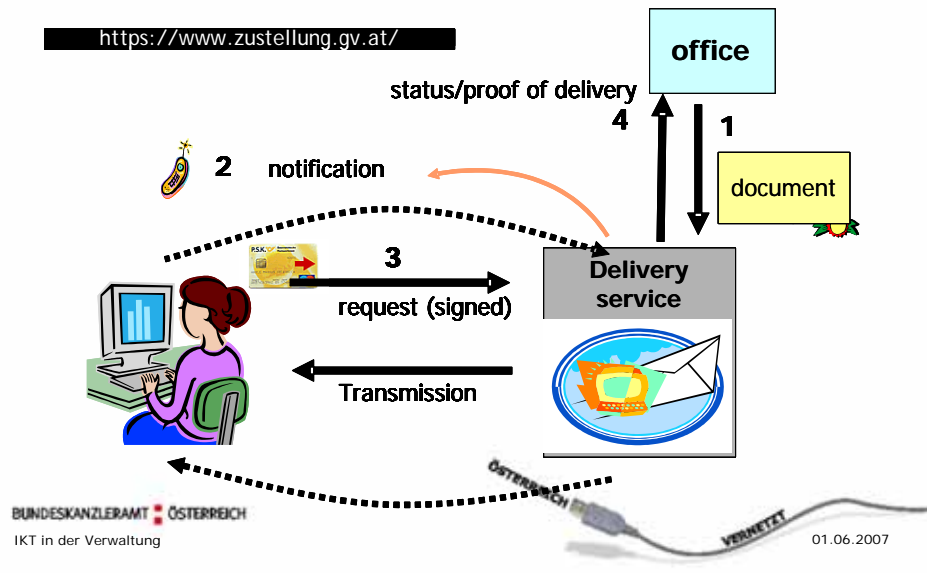 https://www.zustellung.gv.at/
office
status/proof of delivery
4
1
2
notification
document
P.S.K.
3
Delivery
service
request (signed)
Transmission
ÖSTERREICH
VERNETZT
BUNDESKANZLERAMT ÖSTERREICH
IKT in der Verwaltung
01.06.2007